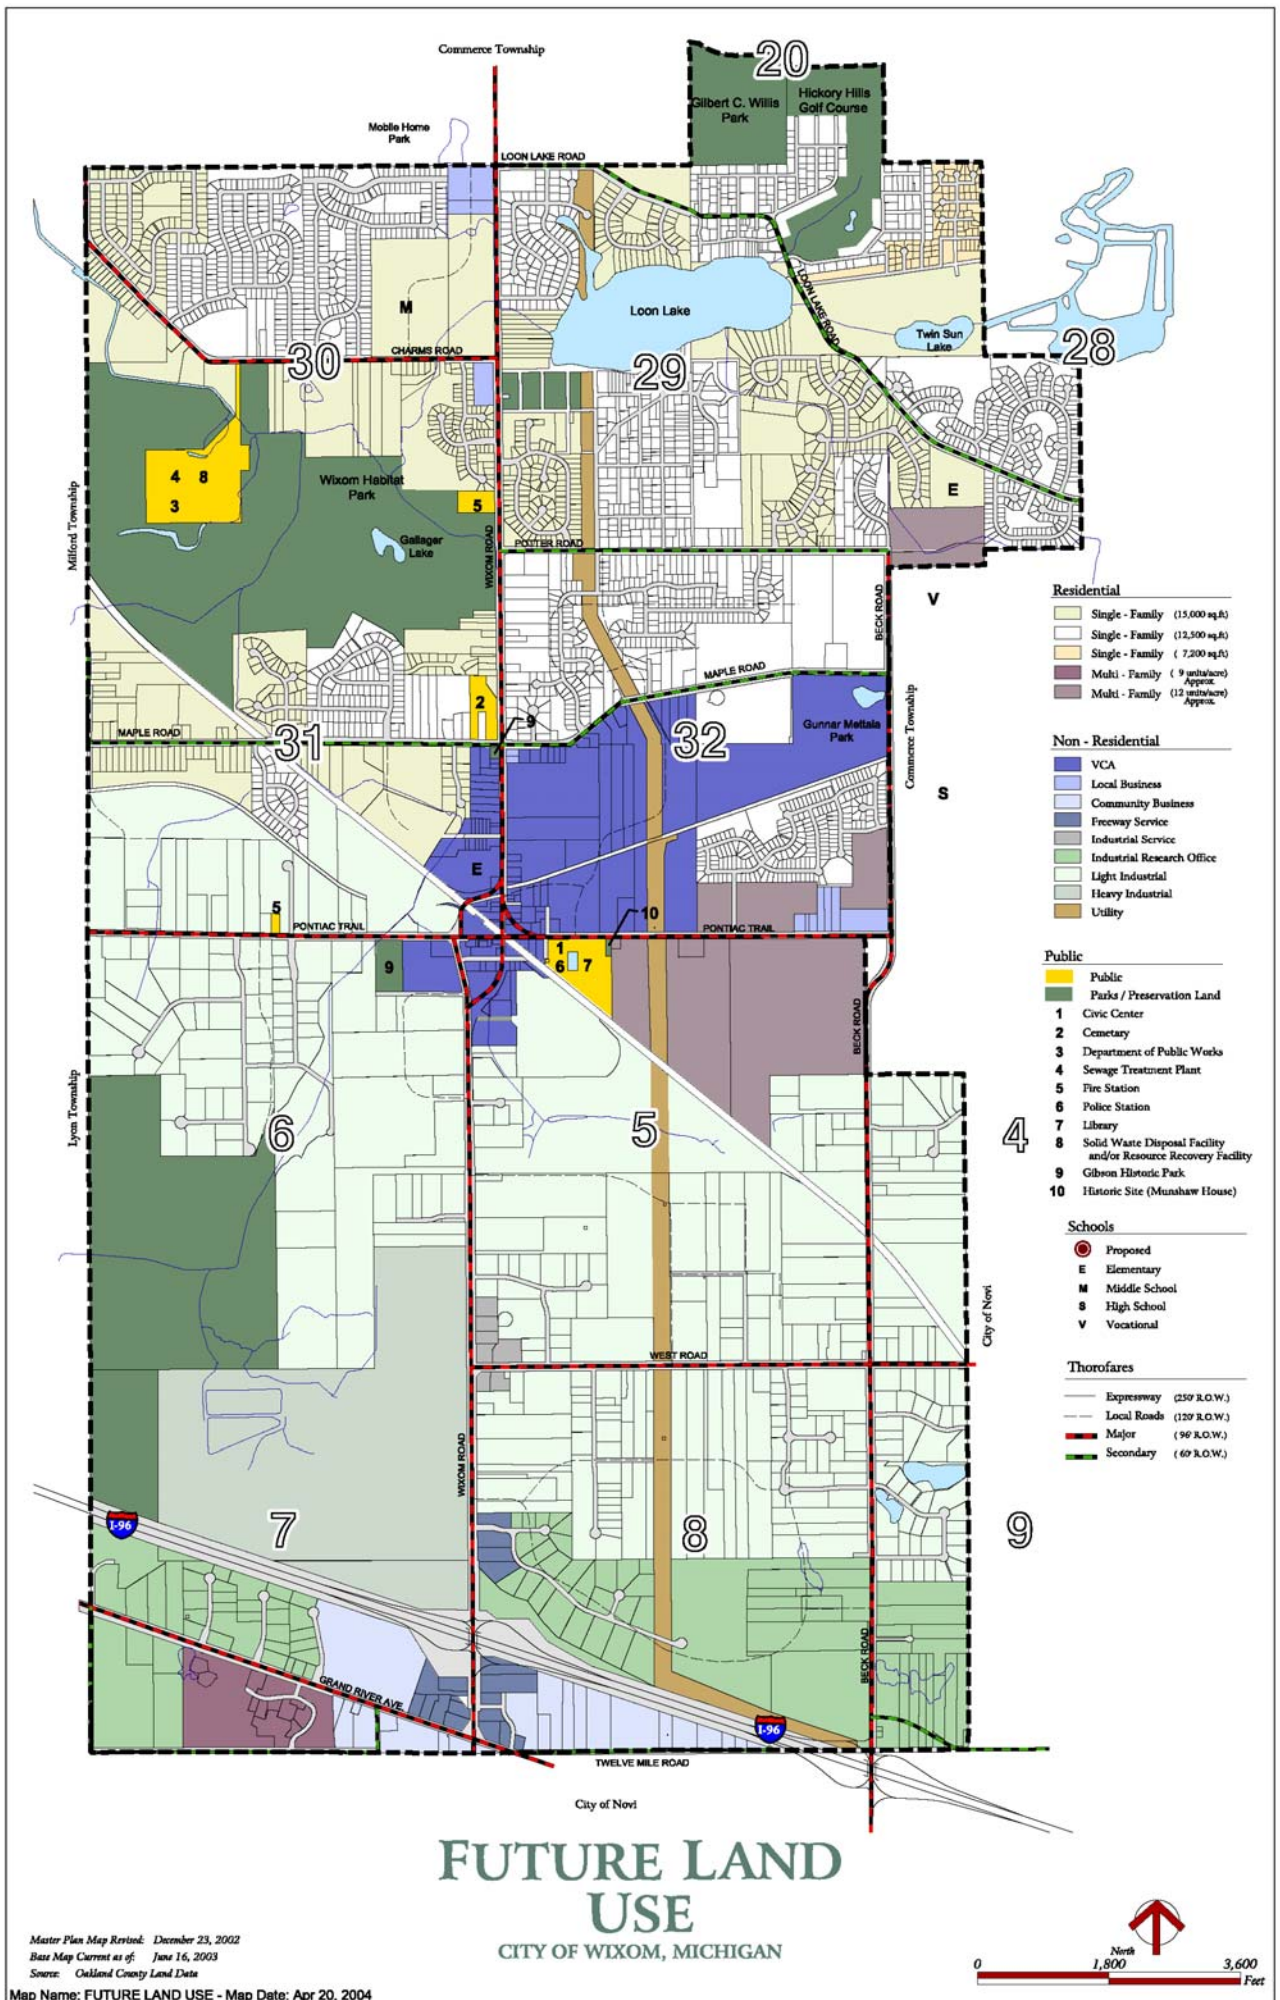 Commerce Township
20
Gilbert C. Willis
Park
Hickory Hills
Golf Course
Mobile Home
Park
LOON LAKE ROAD
LOON LAKE ROAD
Loon Lake
Twin Sun
Lake
M
CHARMS ROAD
30
29
28
4 8
3
Wixom Habitat
Park
5
Gallager
Lake
E
Milford Township
WIXOM ROAD
POTTER ROAD
BECK ROAD
V
MAPLE ROAD
2
9
Gunnar Mettala
Park
Commerce Township
MAPLE ROAD
31
32
S
E
5
10
PONTIAC TRAIL
PONTIAC TRAIL
9
1
6 7
BECK ROAD
Lyon Township
6
5
4
City of Novi
WEST ROAD
WIXOM ROAD
I-96
7
8
9
BECK ROAD
GRAND RIVER AVE.
I-96
TWELVE MILE ROAD
City of Novi
Residential
Single - Family (15,000 sq.ft)
Single - Family (12,500 sq.ft)
Single - Family ( 7,200 sq.ft)
Multi - Family ( 9 units/acre)
Approx.
Multi - Family (12 units/acre)
Approx.
Non - Residential
VCA
Local Business
Community Business
Freeway Service
Industrial Service
Industrial Research Office
Light Industrial
Heavy Industrial
Utility
Public
Public
Parks / Preservation Land
1 Civic Center
2 Cemetary
3 Department of Public Works
4 Sewage Treatment Plant
5 Fire Station
6 Police Station
7 Library
8 Solid Waste Disposal Facility
and/or Resource Recovery Facility
9 Gibson Historic Park
10 Historic Site (Munshaw House)
Schools
Proposed
E Elementary
M Middle School
S High School
V Vocational
Thorofares
Expressway (250' R.O.W.)
Local Roads (120' R.O.W.)
Major ( 96' R.O.W.)
Secondary ( 60' R.O.W.)
FUTURE LAND
USE
CITY OF WIXOM, MICHIGAN
Master Plan Map Revised: December 23, 2002
Base Map Current as of: June 16, 2003
Source: Oakland County Land Data
Map Name: FUTURE LAND USE - Map Date: Apr 20, 2004
North
0 1,800 3,600
Feet